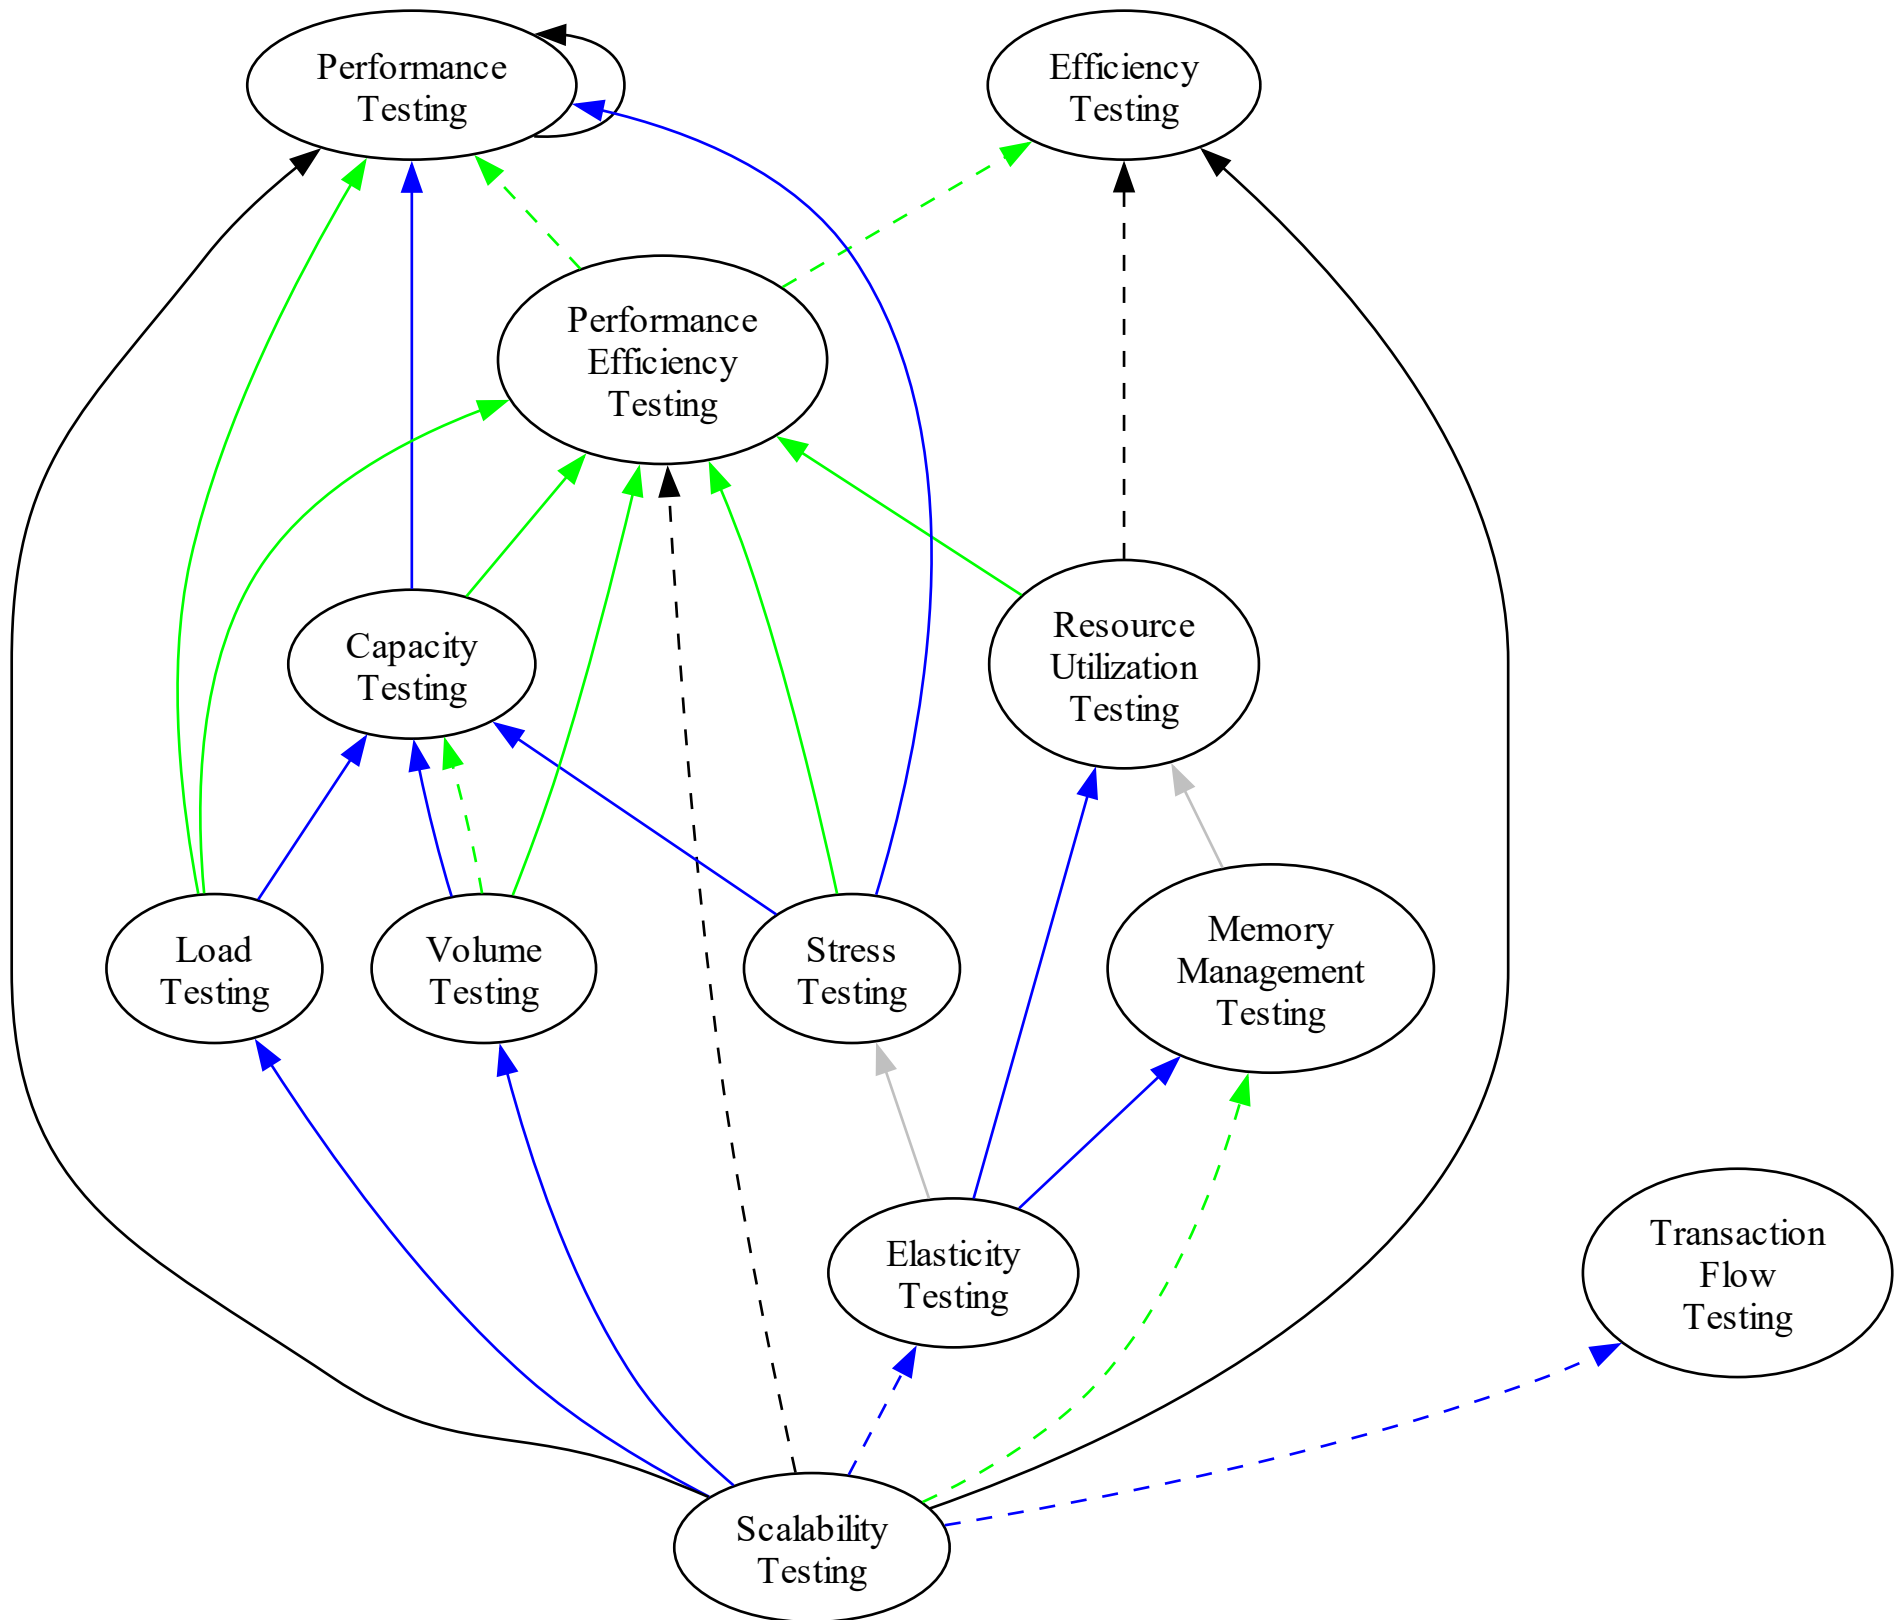 Performance
Testing
Efficiency
Testing
Performance
Efficiency
Testing
Capacity
Testing
Resource
Utilization
Testing
Load
Testing
Volume
Testing
Stress
Testing
Memory
Management
Testing
Elasticity
Testing
Transaction
Flow
Testing
Scalability
Testing